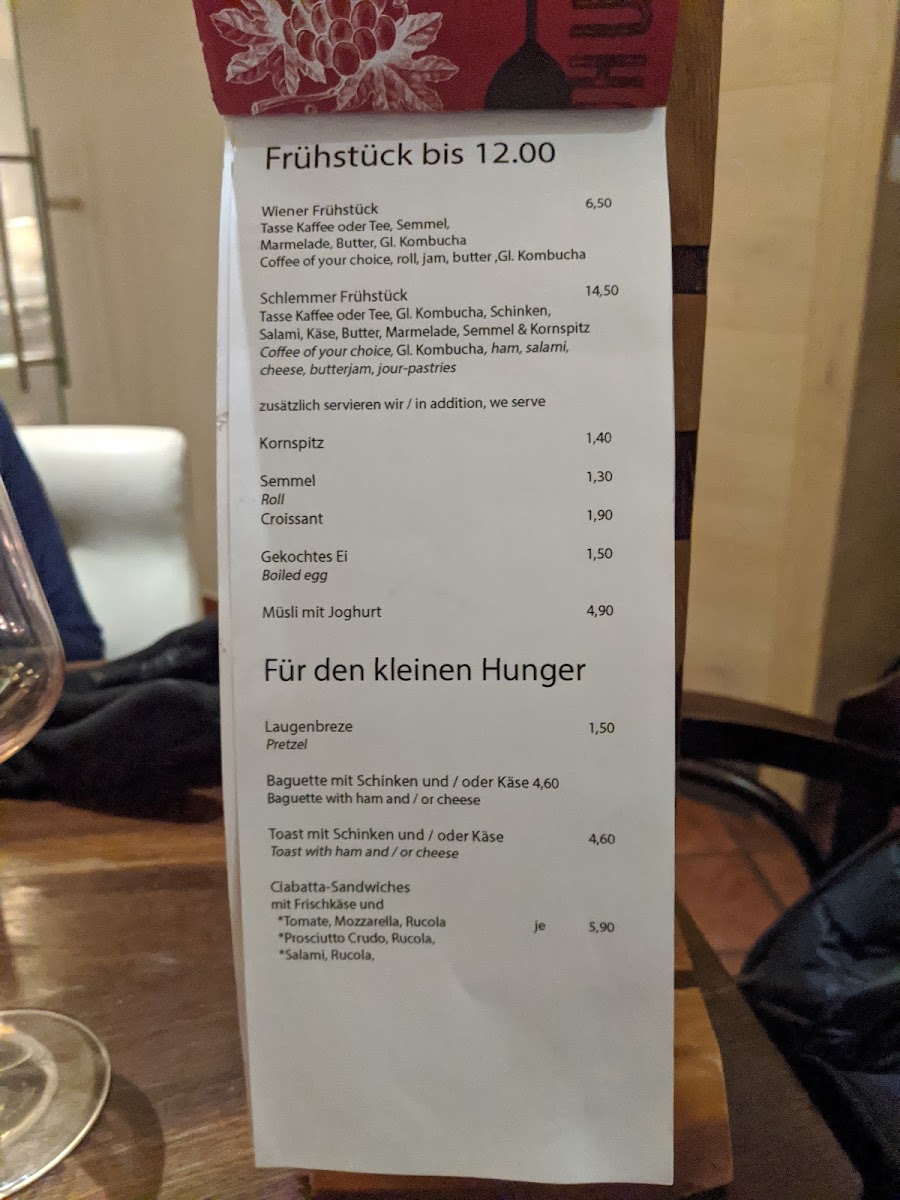 Frühstück bis 12.00
Wiener Frühstück 6,50
Tasse Kaffee oder Tee, Semmel,
Marmelade, Butter, Gl. Kombucha
Coffee of your choice, roll, jam, butter ,Gl. Kombucha
Schlemmer Frühstück 14,50
Tasse Kaffee oder Tee, Gl. Kombucha, Schinken,
Salami, Käse, Butter, Marmelade, Semmel & Kornspitz
Coffee of your choice, Gl. Kombucha, ham, salami,
cheese, butterjam, jour-pastries
zusätzlich servieren wir / in addition, we serve
Kornspitz 1,40
Semmel 1,30
Roll
Croissant 1,90
Gekochtes Ei 1,50
Boiled egg
Müsli mit Joghurt 4,90
Für den kleinen Hunger
Laugenbreze 1,50
Pretzel
Baguette mit Schinken und / oder Käse 4,60
Baguette with ham and / or cheese
Toast mit Schinken und / oder Käse 4,60
Toast with ham and / or cheese
Ciabatta-Sandwiches
mit Frischkäse und
*Tomate, Mozzarella, Rucola je 5,90
*Prosciutto Crudo, Rucola,
*Salami, Rucola,